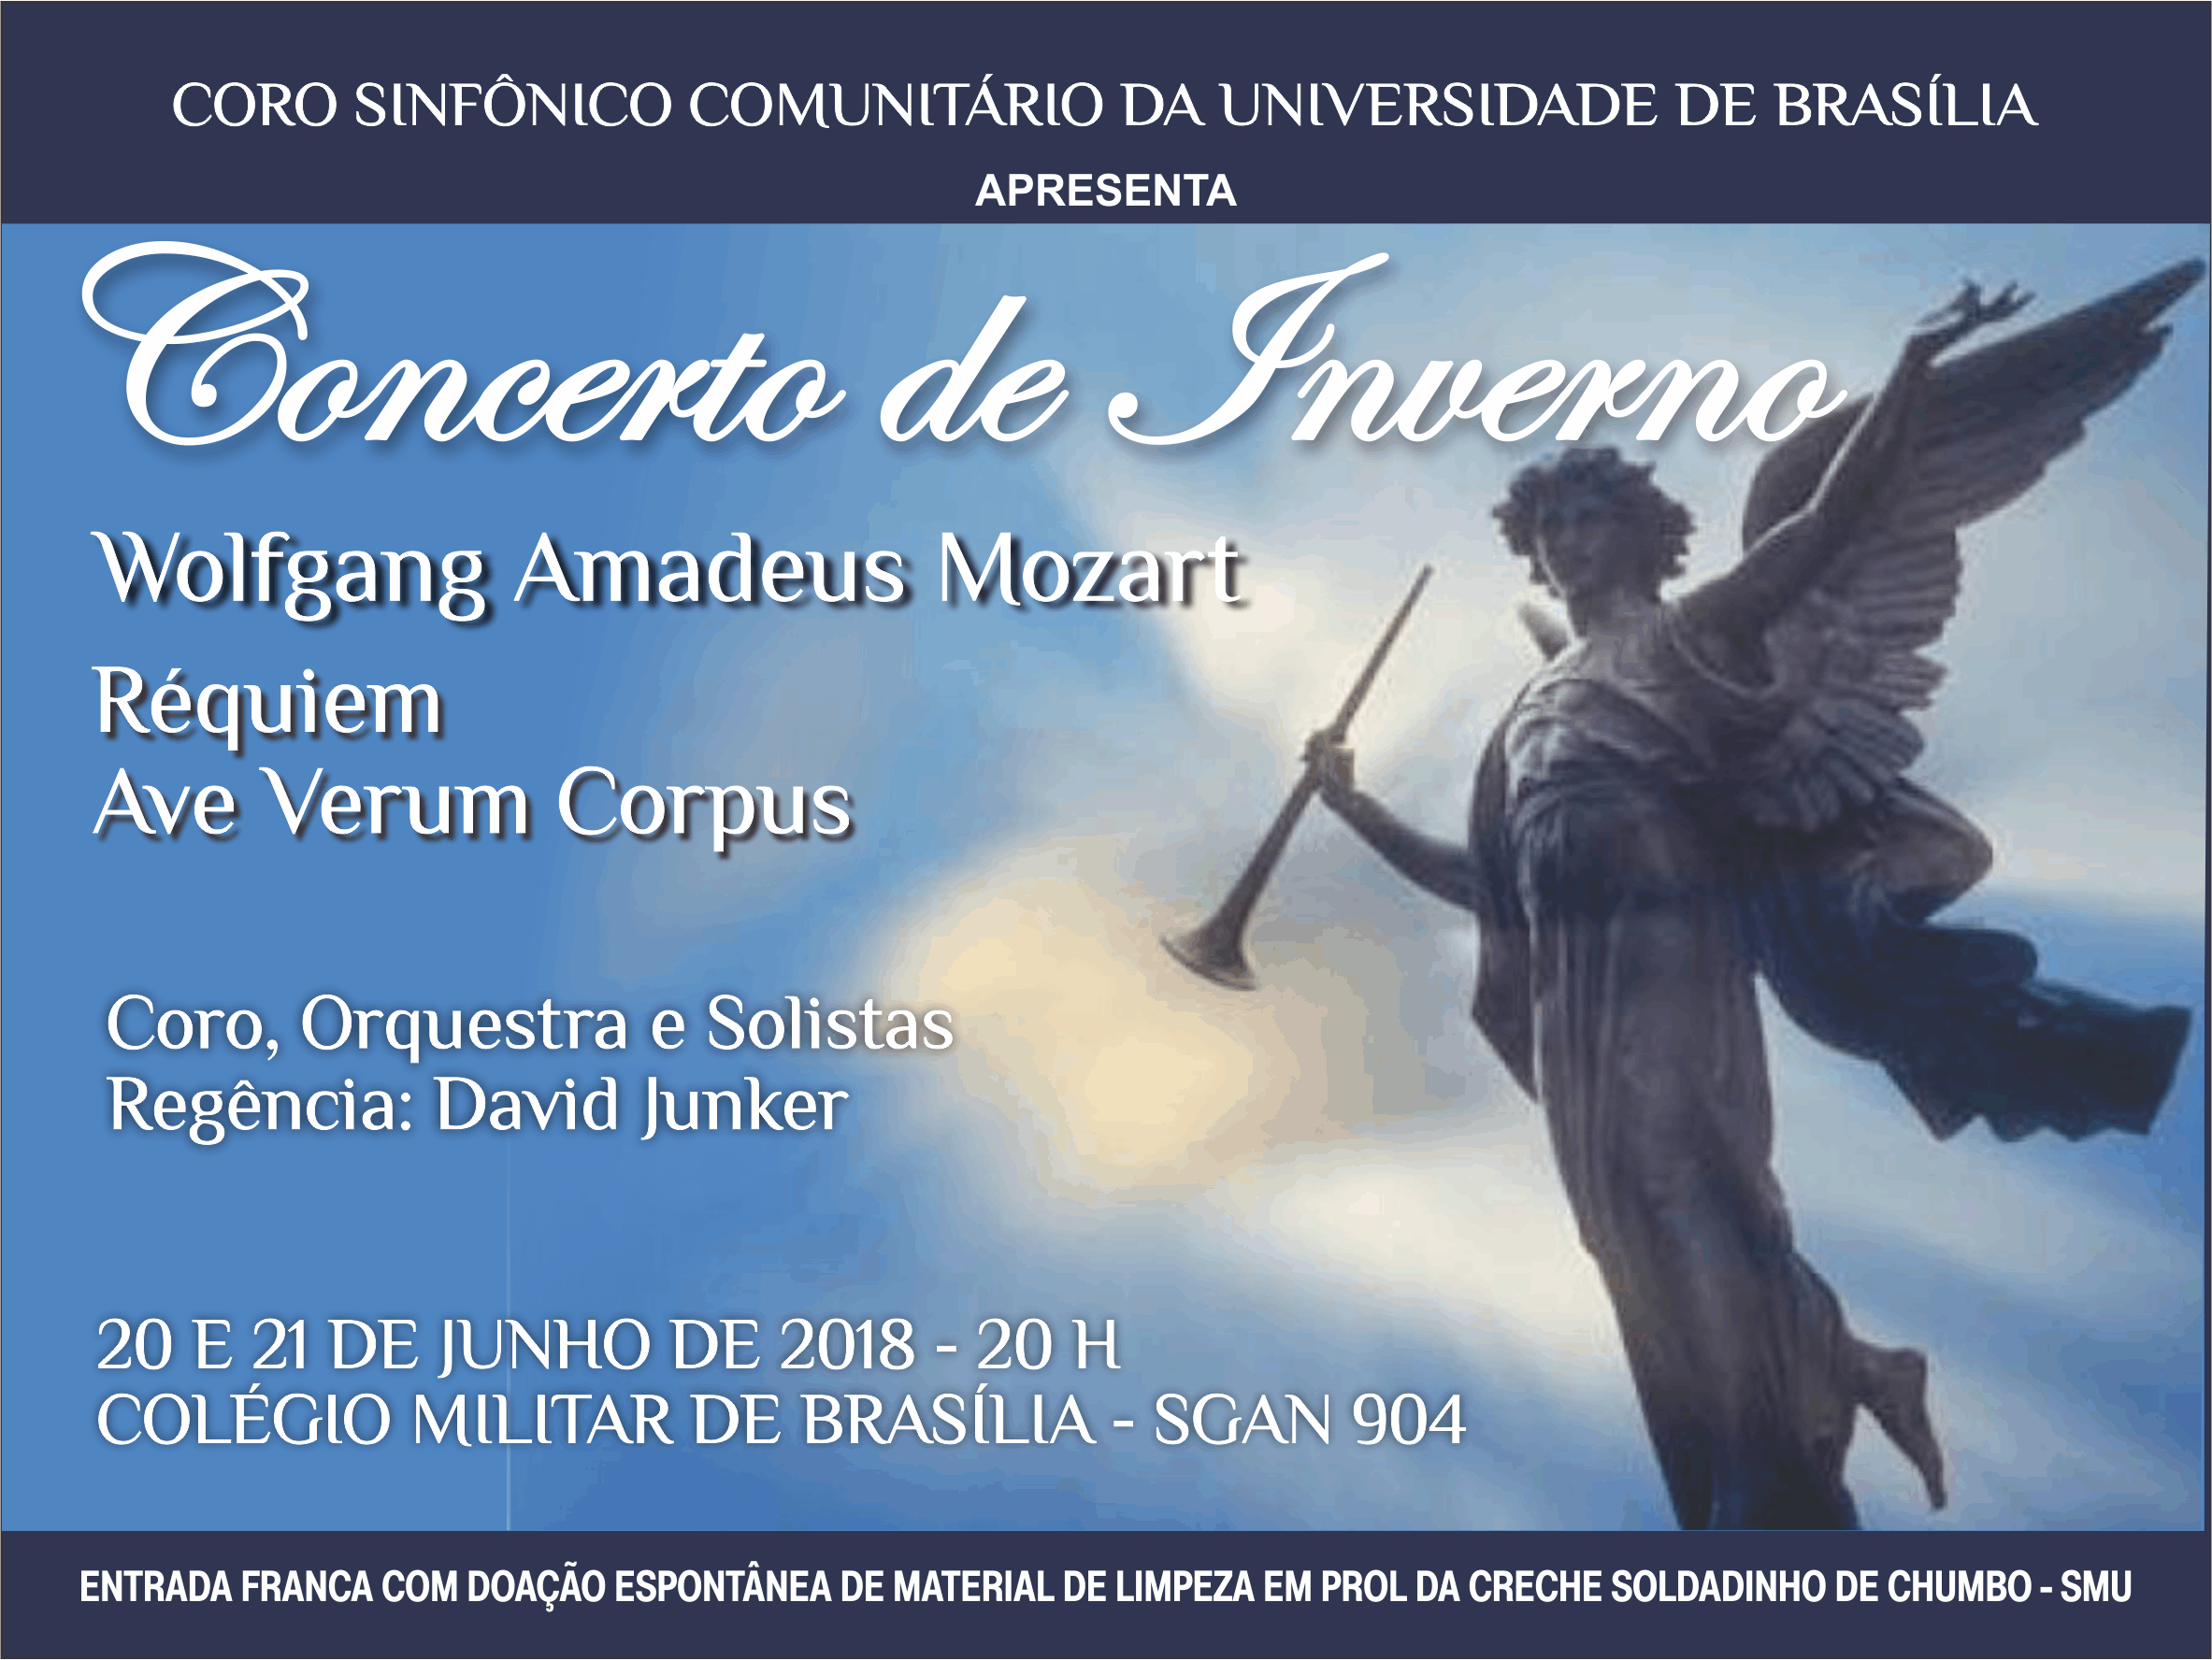 CORO SINFÔNICO COMUNITÁRIO DA UNIVERSIDADE DE BRASÍLIA
APRESENTA
Concerto de Inverno
Wolfgang Amadeus Mozart
Réquiem
Ave Verum Corpus
Coro, Orquestra e Solistas
Regência: David Junker
20 E 21 DE JUNHO DE 2018 - 20 H
COLÉGIO MILITAR DE BRASÍLIA - SGAN 904
ENTRADA FRANCA COM DOAÇÃO ESPONTÂNEA DE MATERIAL DE LIMPEZA EM PROL DA CRECHE SOLDADINHO DE CHUMBO - SMU